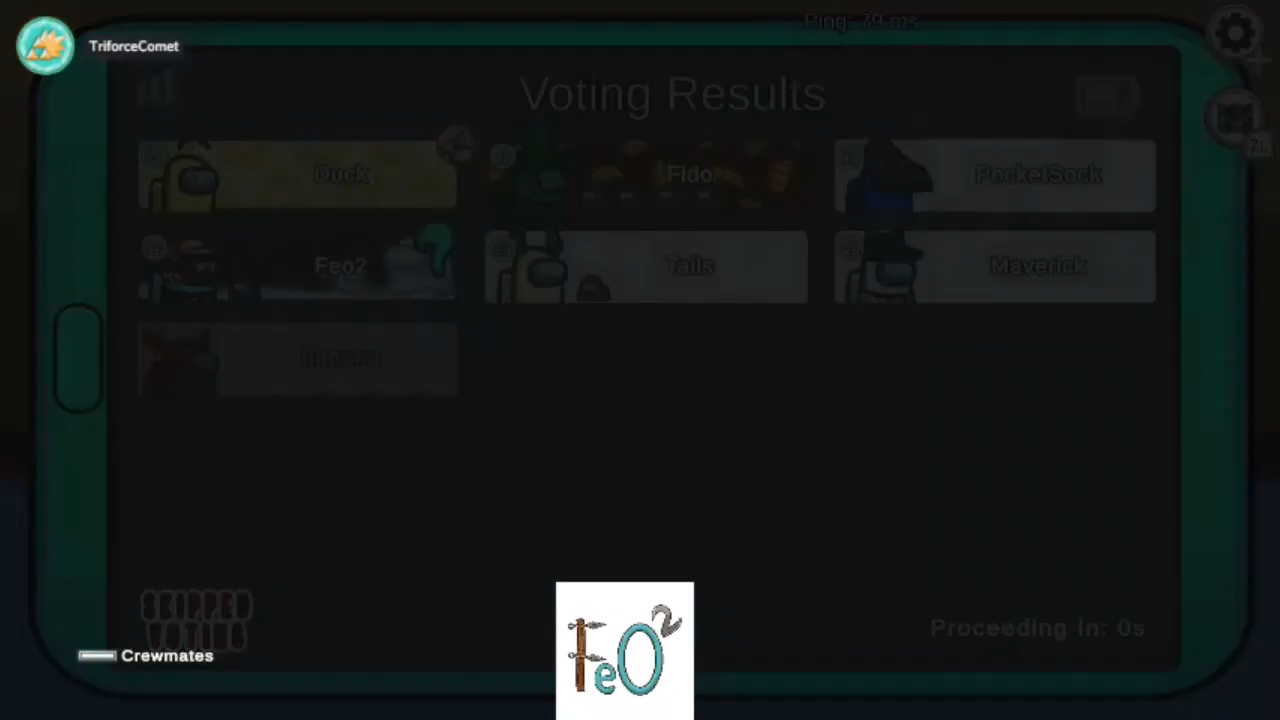 Ping: 79 ms
TriforceComet
Voting Results
Duck
Fido
PocketSock
Feo2
Tails
Maverick
SKIPPED
VOTING
Proceeding In: 0s
Crewmates
FeO2